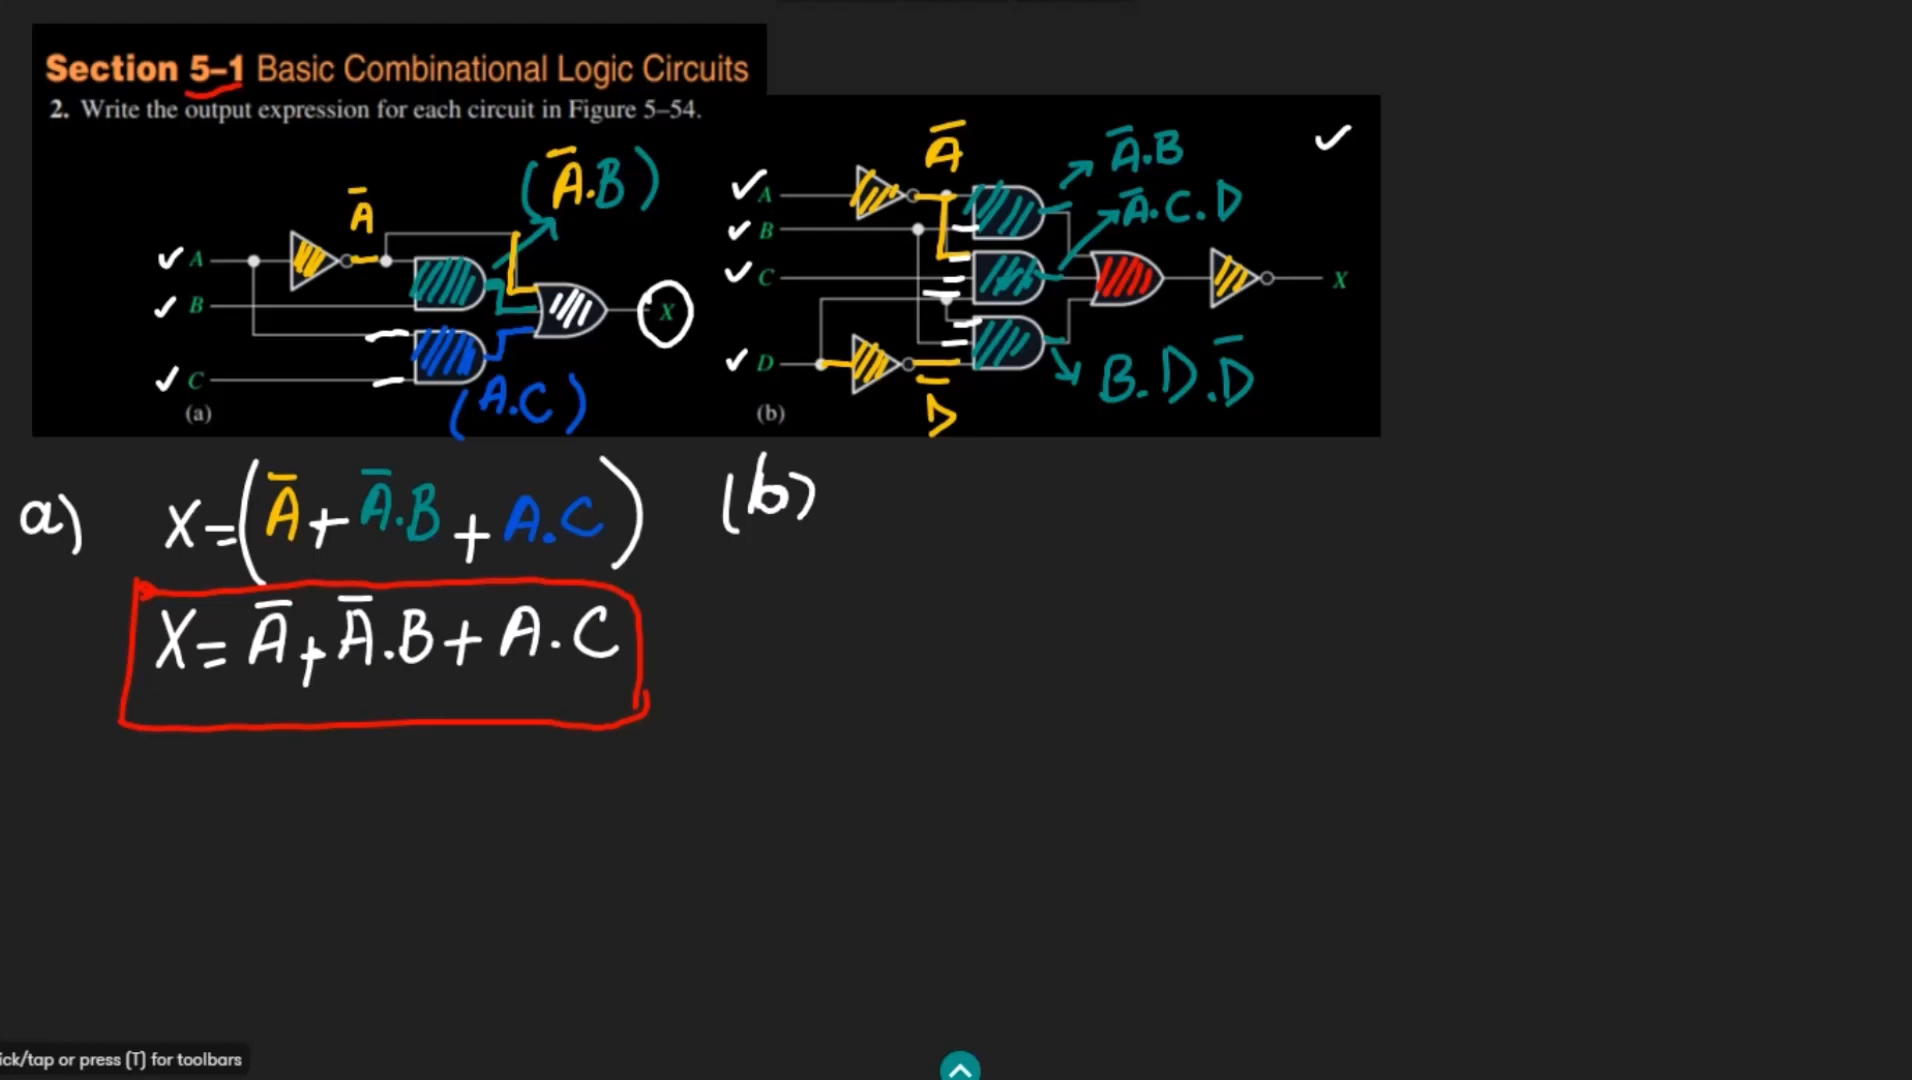 Section 5–1 Basic Combinational Logic Circuits
2. Write the output expression for each circuit in Figure 5–54.
A̅
(A̅.B)
A
B
C
X
(A.C)
(a)
A̅
A̅.B
A̅.C.D
A
B
C
X
D
D̅
B.D.D̅
(b)
a) X=(A̅+A̅.B+A.C)
X=A̅+A̅.B+A.C
(b)
ick/tap or press (T) for toolbars